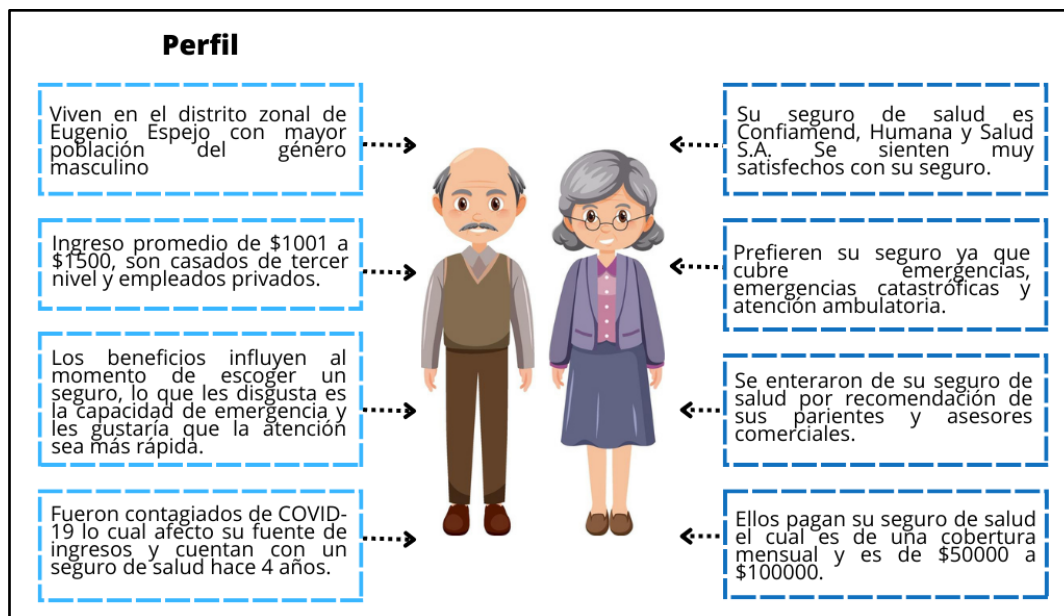 Perfil
Viven en el distrito zonal de
Eugenio Espejo con mayor
población del género
masculino
Ingreso promedio de $1001 a
$1500, son casados de tercer
nivel y empleados privados.
Los beneficios influyen al
momento de escoger un
seguro, lo que les disgusta es
la capacidad de emergencia y
les gustaría que la atención
sea más rápida.
Fueron contagiados de COVID-
19 lo cual afecto su fuente de
ingresos y cuentan con un
seguro de salud hace 4 años.
Su seguro de salud es
Confiamend, Humana y Salud
S.A. Se sienten muy
satisfechos con su seguro.
Prefieren su seguro ya que
cubre emergencias,
emergencias catastróficas y
atención ambulatoria.
Se enteraron de su seguro de
salud por recomendación de
sus parientes y asesores
comerciales.
Ellos pagan su seguro de salud
el cual es de una cobertura
mensual y es de $50000 a
$100000.